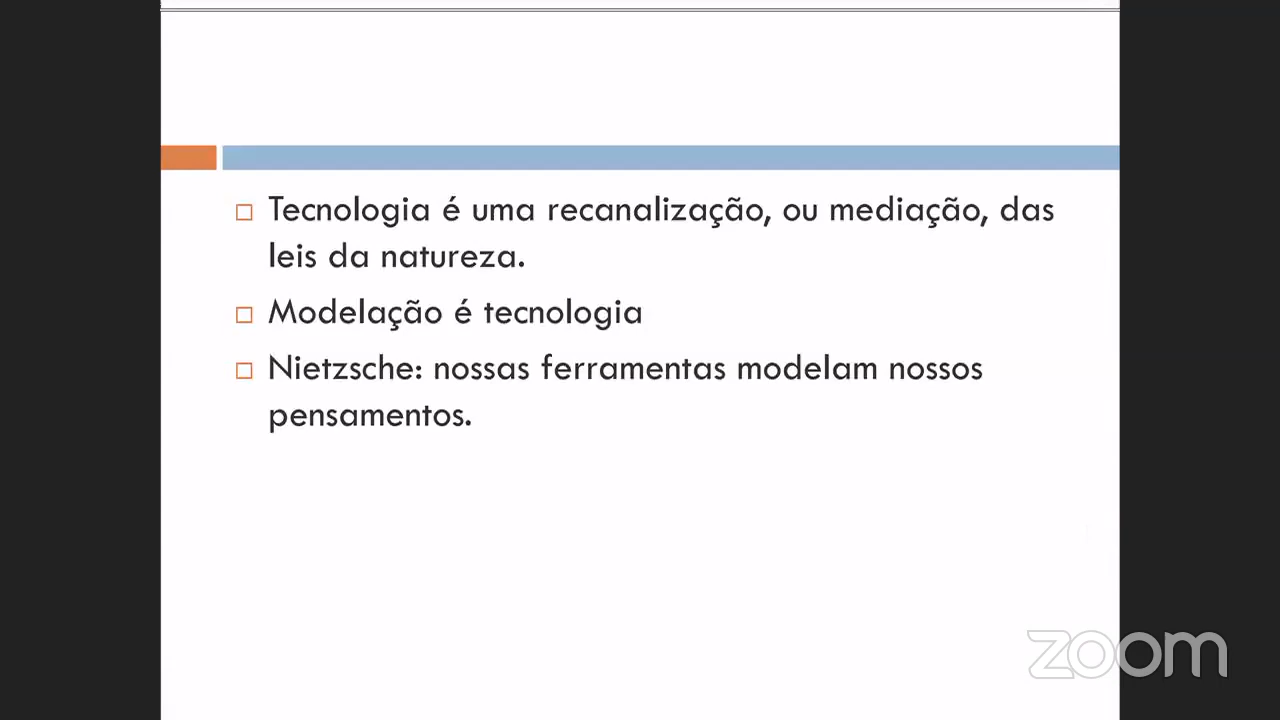 Tecnologia é uma recanalização, ou mediação, das
leis da natureza.
Modelação é tecnologia
Nietzsche: nossas ferramentas modelam nossos
pensamentos.
zoom